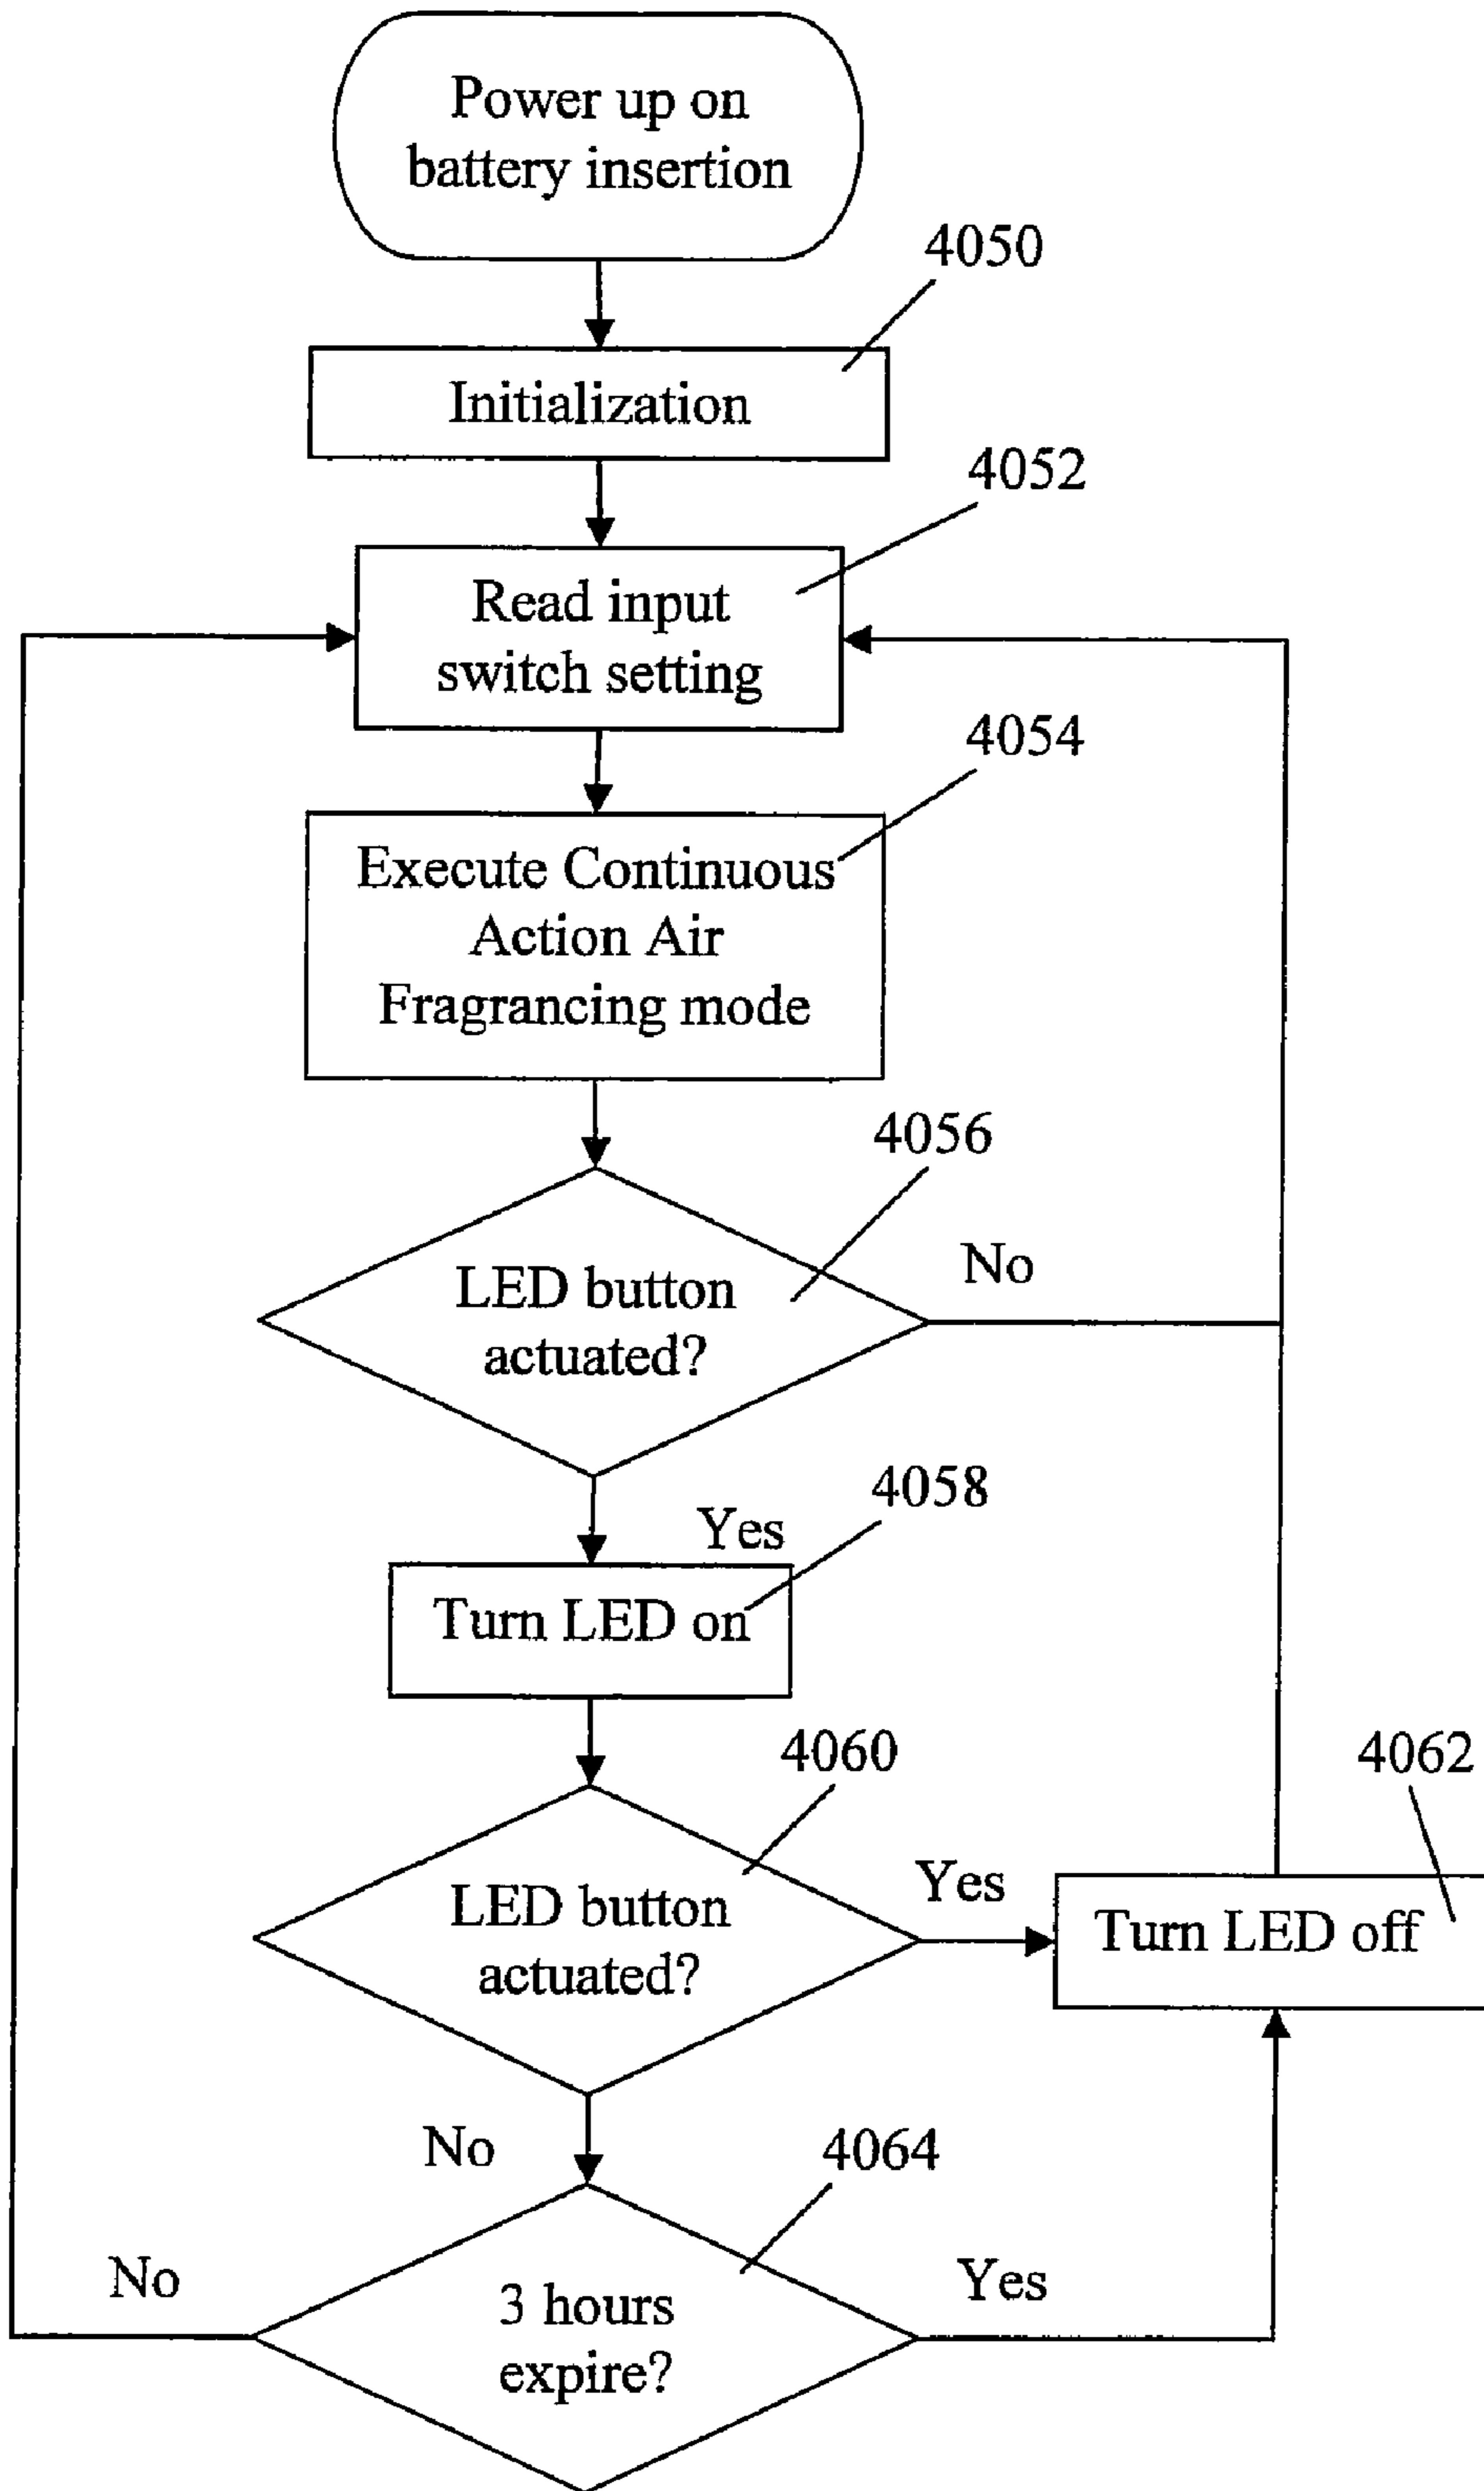 Power up on
battery insertion
4050
Initialization
4052
Read input
switch setting
4054
Execute Continuous
Action Air
Fragrancing mode
4056
No
LED button
actuated?
4058
Yes
Turn LED on
4060
4062
Yes
LED button
actuated?
Turn LED off
No
4064
No
Yes
3 hours
expire?